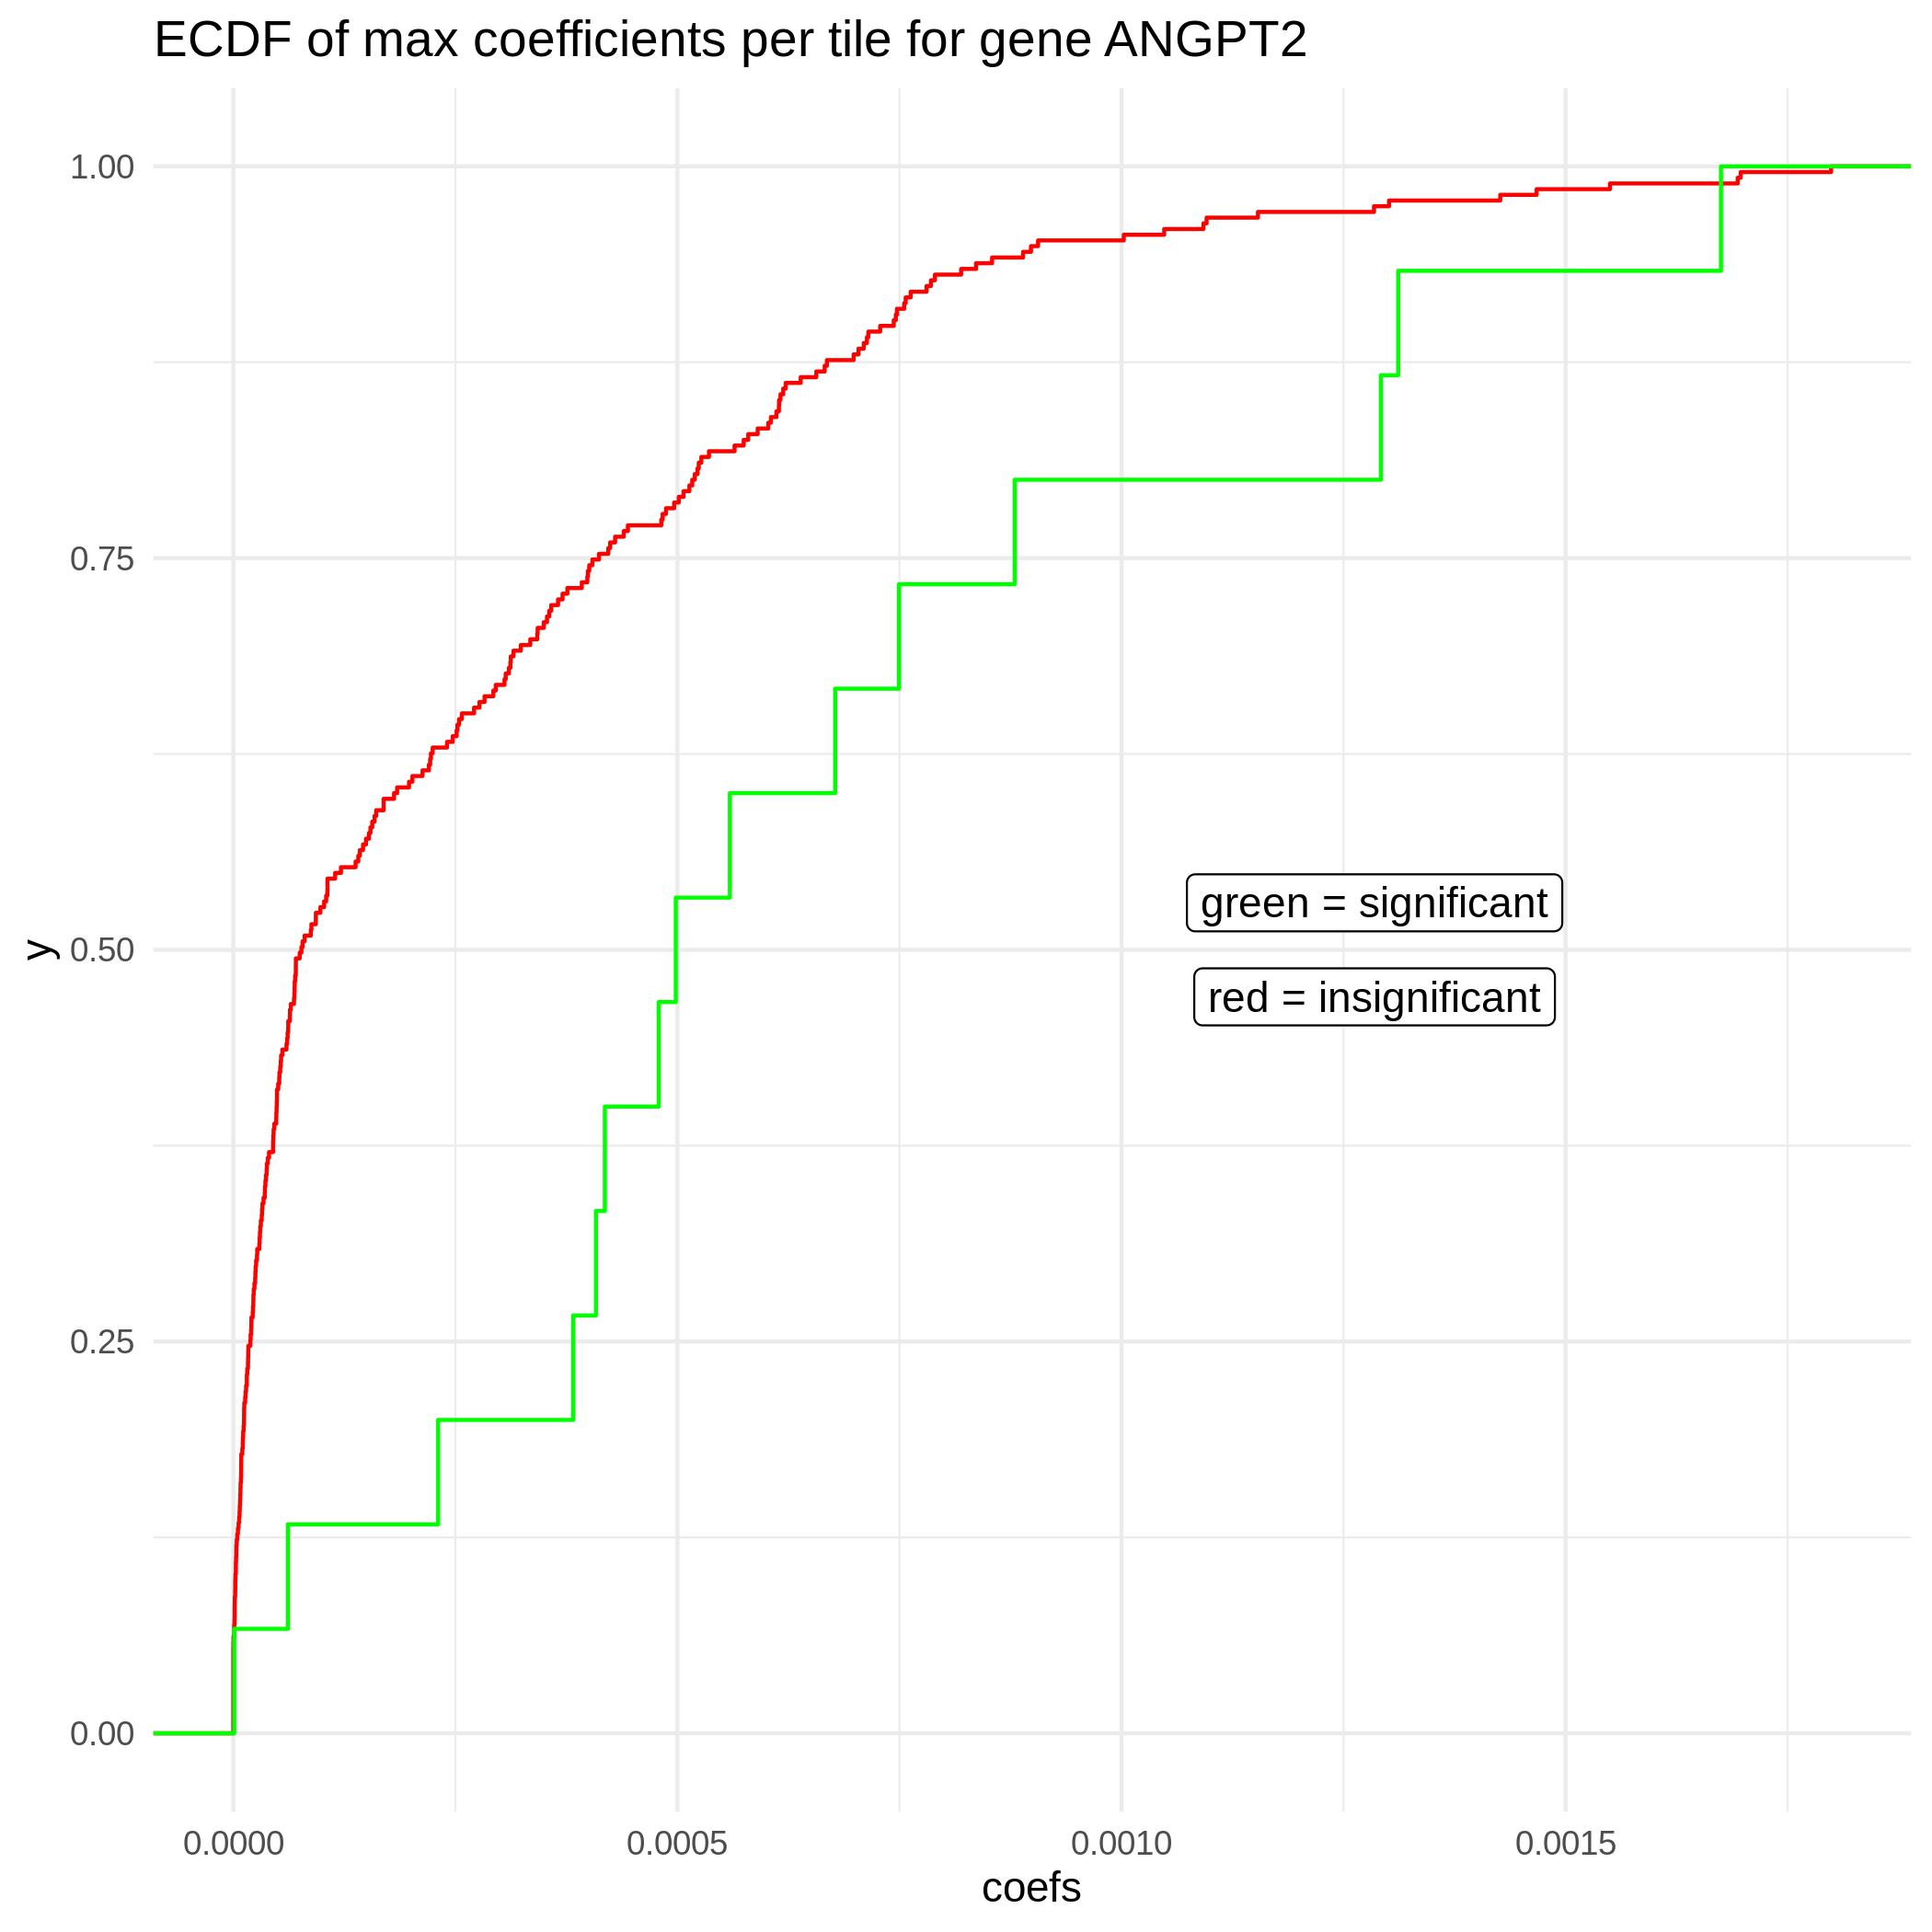 ECDF of max coefficients per tile for gene ANGPT2
1.00
0.75
0.50
0.25
0.00
y
green = significant
red = insignificant
0.0000
0.0005
0.0010
0.0015
coefs